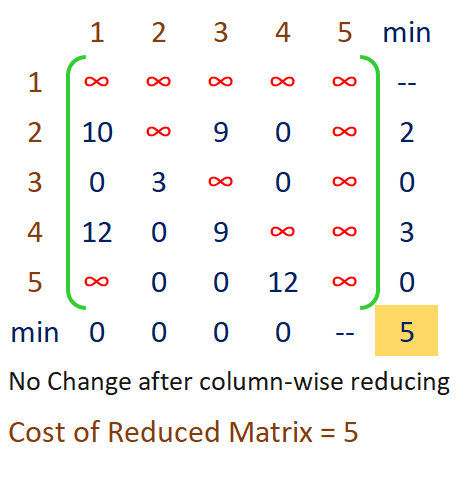 1 2 3 4 5 min
1 ∞ ∞ ∞ ∞ ∞ --
2 10 ∞ 9 0 ∞ 2
3 0 3 ∞ 0 ∞ 0
4 12 0 9 ∞ ∞ 3
5 ∞ 0 0 12 ∞ 0
min 0 0 0 0 -- 5
No Change after column-wise reducing
Cost of Reduced Matrix = 5